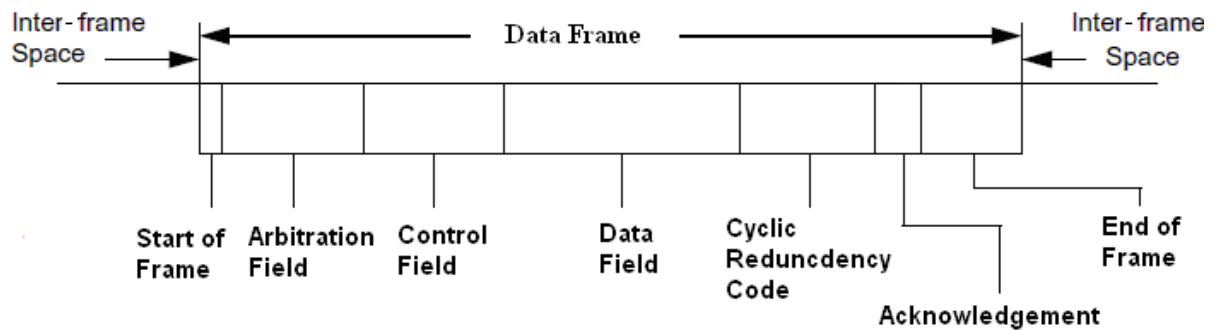 Inter-frame
Space
Data Frame
Inter-frame
Space
Start of
Frame
Arbitration
Field
Control
Field
Data
Field
Cyclic
Reduncdency
Code
Acknowledgement
End of
Frame